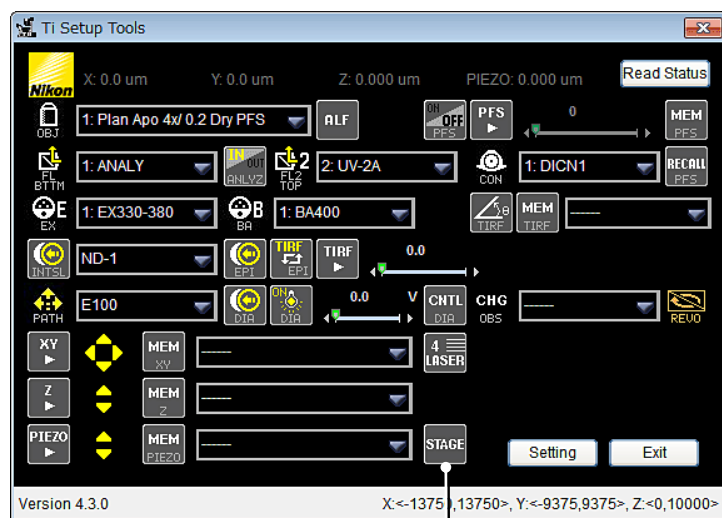 Ti Setup Tools
Nikon X: 0.0 um Y: 0.0 um Z: 0.000 um PIEZO: 0.000 um Read Status
OBJ 1: Plan Apo 4x/ 0.2 Dry PFS ALF ON OFF PFS PFS 0 MEM PFS
FL BTTM 1: ANALY IN OUT ANLYZ 2 FL2 TOP 2: UV-2A CON 1: DICN1 RECALL PFS
E EX 1: EX330-380 B BA 1: BA400 θ TIRF MEM TIRF -----
INTSL ND-1 EPI TIRF EPI TIRF 0.0
PATH E100 DIA ON DIA 0.0 V CNTL DIA CHG OBS ----- REVO
XY MEM XY ----- 4 LASER
Z MEM Z -----
PIEZO MEM PIEZO ----- STAGE Setting Exit
Version 4.3.0 X:<-13750,13750>, Y:<-9375,9375>, Z:<0,10000>